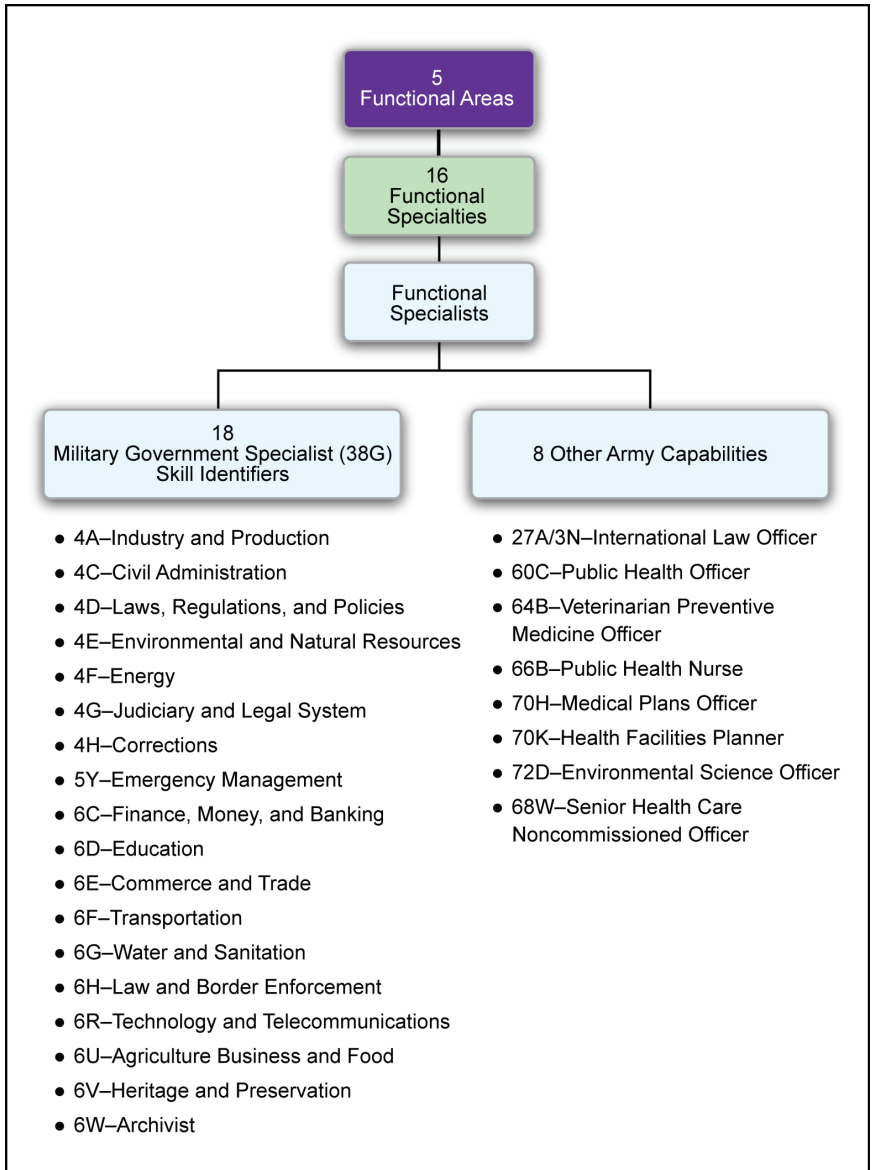 5
Functional Areas
16
Functional
Specialties
Functional
Specialists
18
Military Government Specialist (38G)
Skill Identifiers
● 4A–Industry and Production
● 4C–Civil Administration
● 4D–Laws, Regulations, and Policies
● 4E–Environmental and Natural Resources
● 4F–Energy
● 4G–Judiciary and Legal System
● 4H–Corrections
● 5Y–Emergency Management
● 6C–Finance, Money, and Banking
● 6D–Education
● 6E–Commerce and Trade
● 6F–Transportation
● 6G–Water and Sanitation
● 6H–Law and Border Enforcement
● 6R–Technology and Telecommunications
● 6U–Agriculture Business and Food
● 6V–Heritage and Preservation
● 6W–Archivist
8 Other Army Capabilities
● 27A/3N–International Law Officer
● 60C–Public Health Officer
● 64B–Veterinarian Preventive
Medicine Officer
● 66B–Public Health Nurse
● 70H–Medical Plans Officer
● 70K–Health Facilities Planner
● 72D–Environmental Science Officer
● 68W–Senior Health Care
Noncommissioned Officer